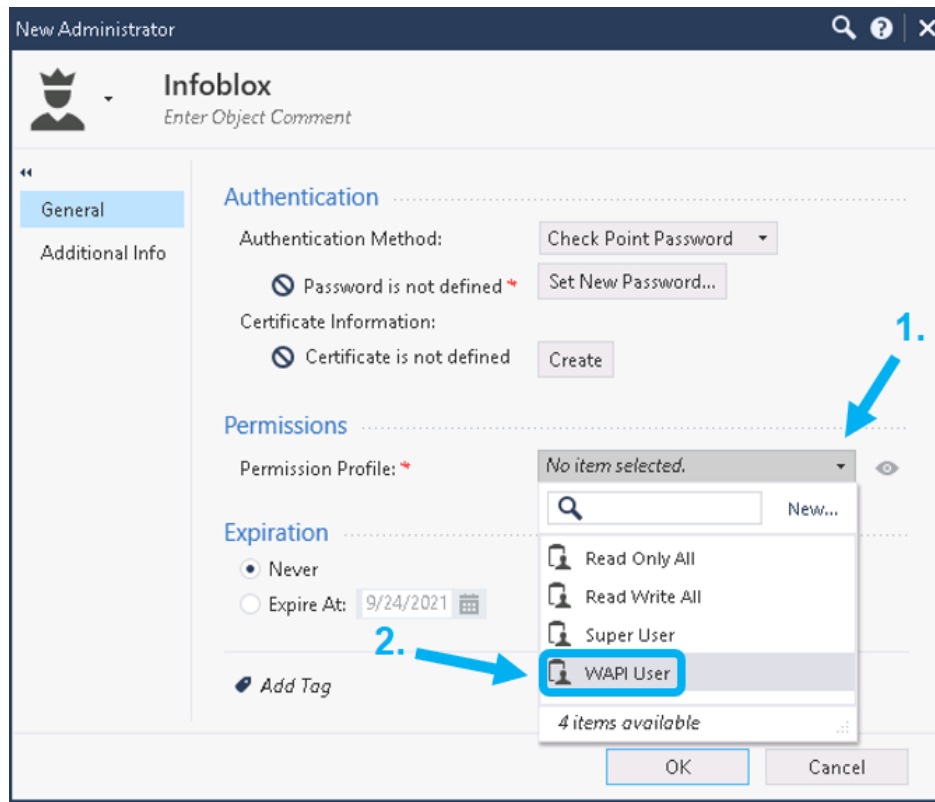 New Administrator
Infoblox
Enter Object Comment
General
Additional Info
Authentication
Authentication Method:
Check Point Password
Password is not defined *
Set New Password...
Certificate Information:
Certificate is not defined
Create
1.
Permissions
Permission Profile: *
No item selected.
New...
Read Only All
Read Write All
Super User
WAPI User
4 items available
Expiration
Never
Expire At:
9/24/2021
2.
Add Tag
OK
Cancel